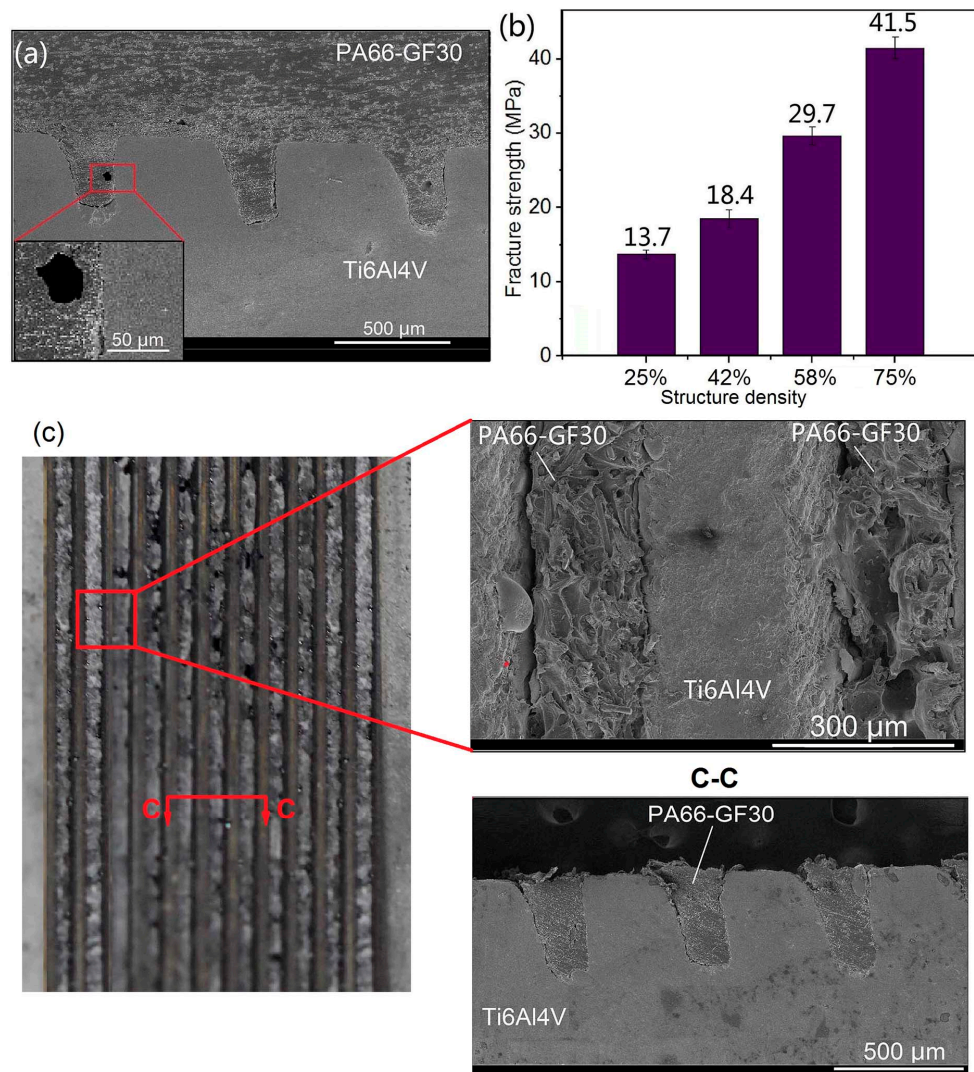 (a)
PA66-GF30
Ti6Al4V
50 μm
500 μm
(b)
Fracture strength (MPa)
40
30
20
10
0
13.7
18.4
29.7
41.5
25%
42%
58%
75%
Structure density
(c)
C
C
PA66-GF30
PA66-GF30
Ti6Al4V
300 μm
C-C
PA66-GF30
Ti6Al4V
500 μm